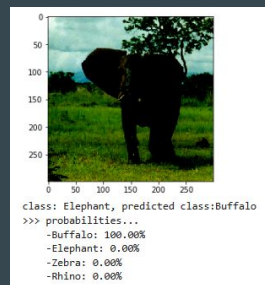 0
50
100
150
200
250
0 50 100 150 200 250
class: Elephant, predicted class:Buffalo
>>> probabilities...
-Buffalo: 100.00%
-Elephant: 0.00%
-Zebra: 0.00%
-Rhino: 0.00%